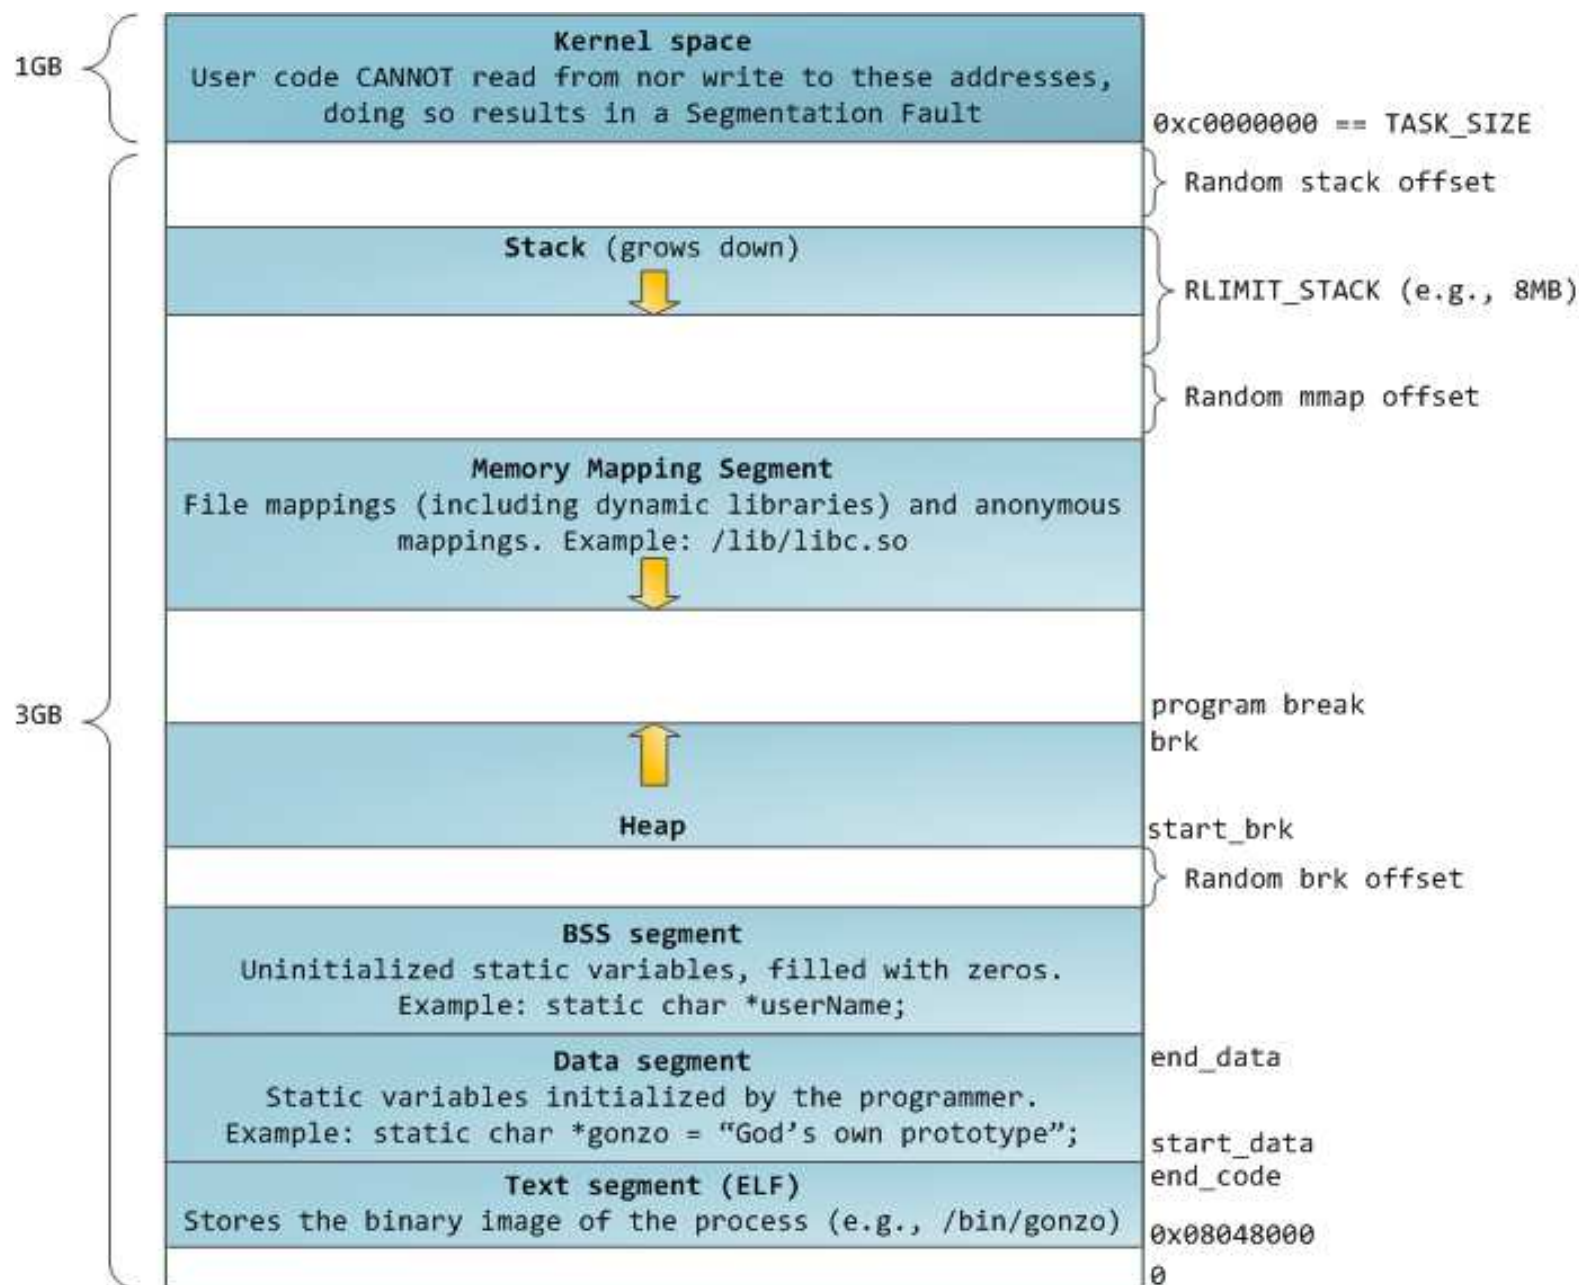 Kernel space
1GB
User code CANNOT read from nor write to these addresses,
doing so results in a Segmentation Fault
0xc0000000 == TASK_SIZE
Random stack offset
Stack (grows down)
RLIMIT_STACK (e.g., 8MB)
Random mmap offset
Memory Mapping Segment
File mappings (including dynamic libraries) and anonymous
mappings. Example: /lib/libc.so
3GB
program break
brk
Heap
start_brk
Random brk offset
BSS segment
Uninitialized static variables, filled with zeros.
Example: static char *userName;
Data segment
end_data
Static variables initialized by the programmer.
Example: static char *gonzo = “God’s own prototype”;
start_data
end_code
Text segment (ELF)
Stores the binary image of the process (e.g., /bin/gonzo)
0x08048000
0